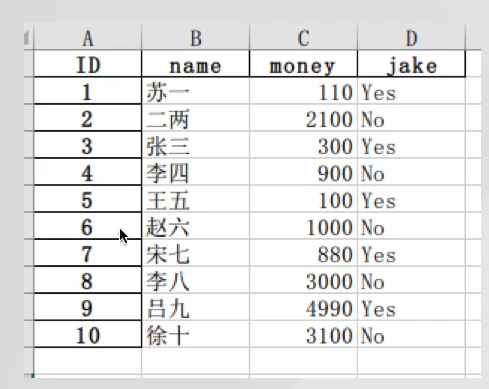 A B C D
ID name money jake
1 苏一 110 Yes
2 二两 2100 No
3 张三 300 Yes
4 李四 900 No
5 王五 100 Yes
6 赵六 1000 No
7 宋七 880 Yes
8 李八 3000 No
9 吕九 4990 Yes
10 徐十 3100 No